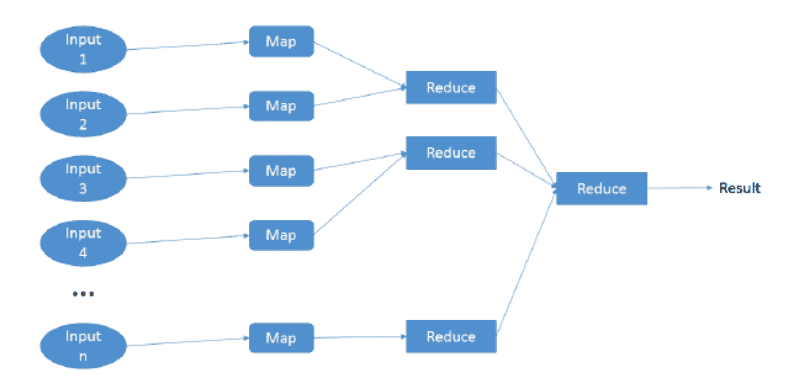 Input
1
Map
Reduce
Input
2
Map
Input
3
Map
Reduce
Reduce
Result
Input
4
Map
...
Input
n
Map
Reduce